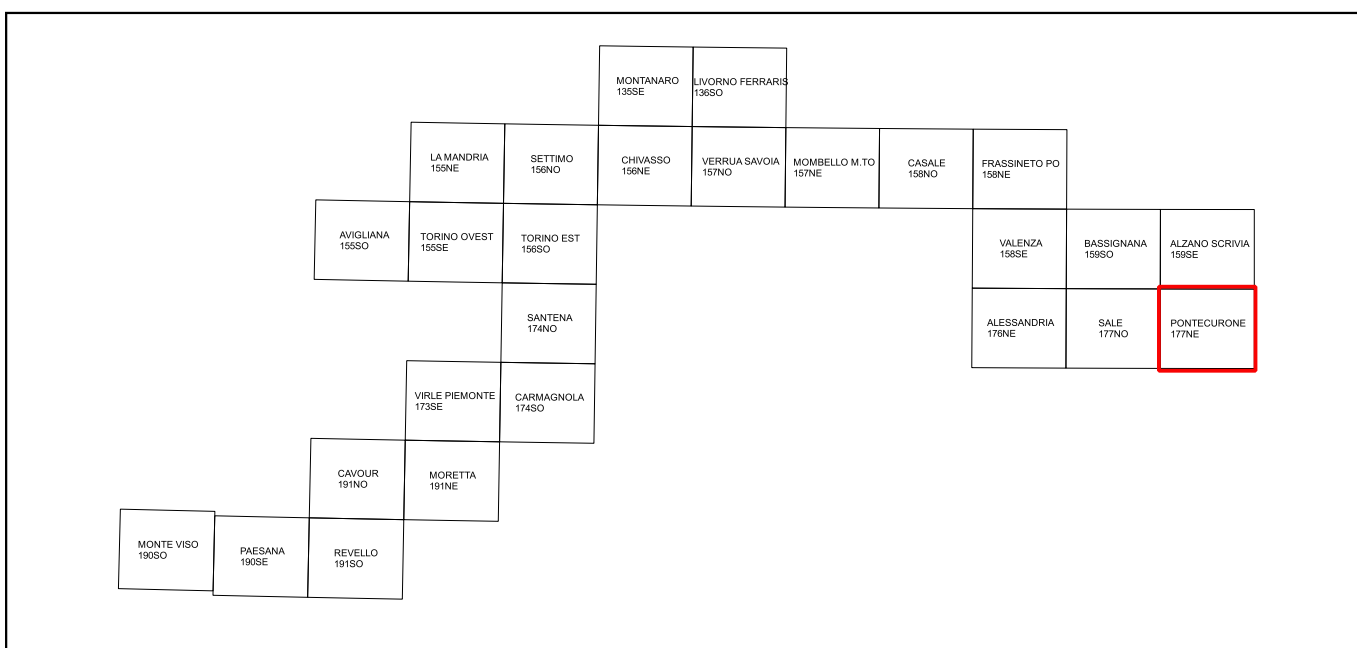 MONTANARO
135SE
LIVORNO FERRARIS
136SO
LA MANDRIA
155NE
SETTIMO
156NO
CHIVASSO
156NE
VERRUA SAVOIA
157NO
MOMBELLO M.TO
157NE
CASALE
158NO
FRASSINETO PO
158NE
AVIGLIANA
155SO
TORINO OVEST
155SE
TORINO EST
156SO
VALENZA
158SE
BASSIGNANA
159SO
ALZANO SCRIVIA
159SE
SANTENA
174NO
ALESSANDRIA
176NE
SALE
177NO
PONTECURONE
177NE
VIRLE PIEMONTE
173SE
CARMAGNOLA
174SO
CAVOUR
191NO
MORETTA
191NE
MONTE VISO
190SO
PAESANA
190SE
REVELLO
191SO